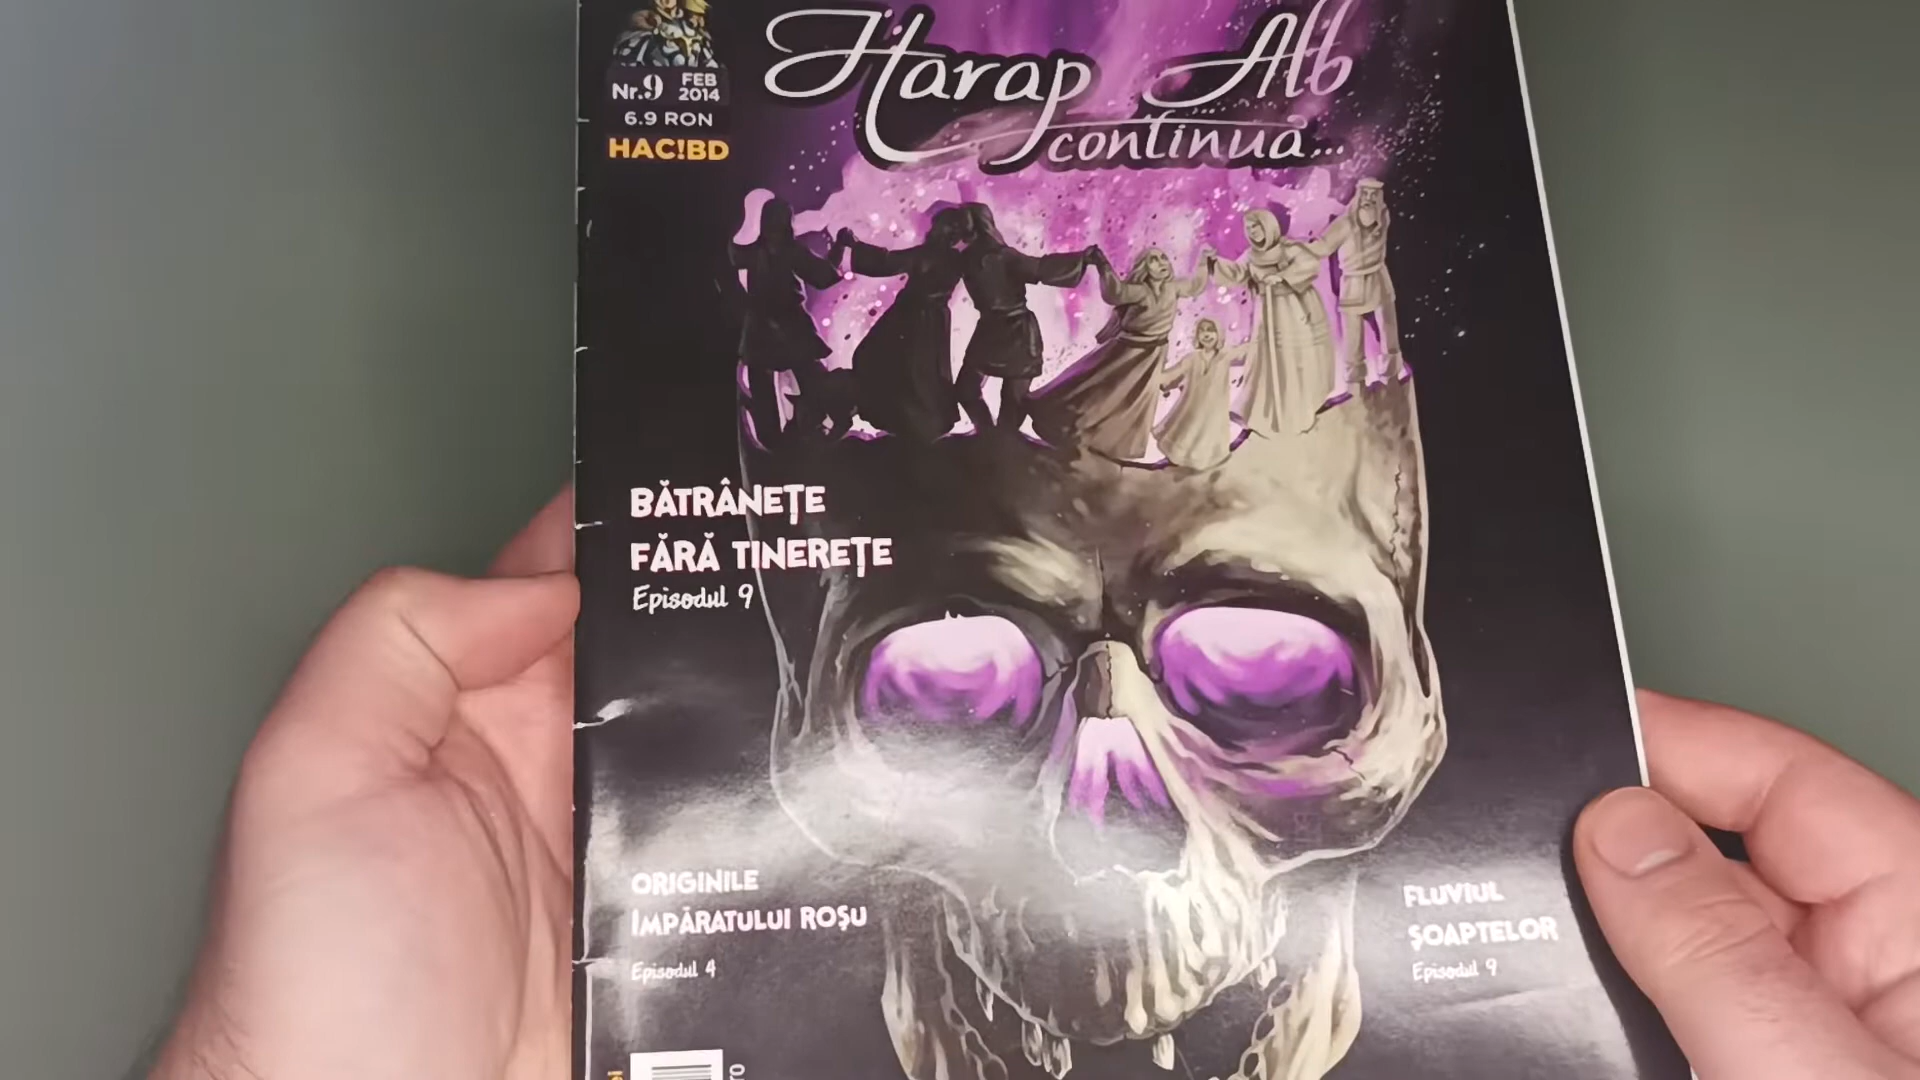 Harap Alb
continuă...
Nr.9 FEB 2014
6.9 RON
HAC!BD
BĂTRÂNEȚE
FĂRĂ TINEREȚE
Episodul 9
ORIGINILE
ÎMPĂRATULUI ROȘU
Episodul 4
FLUVIUL
ȘOAPTELOR
Episodul 9